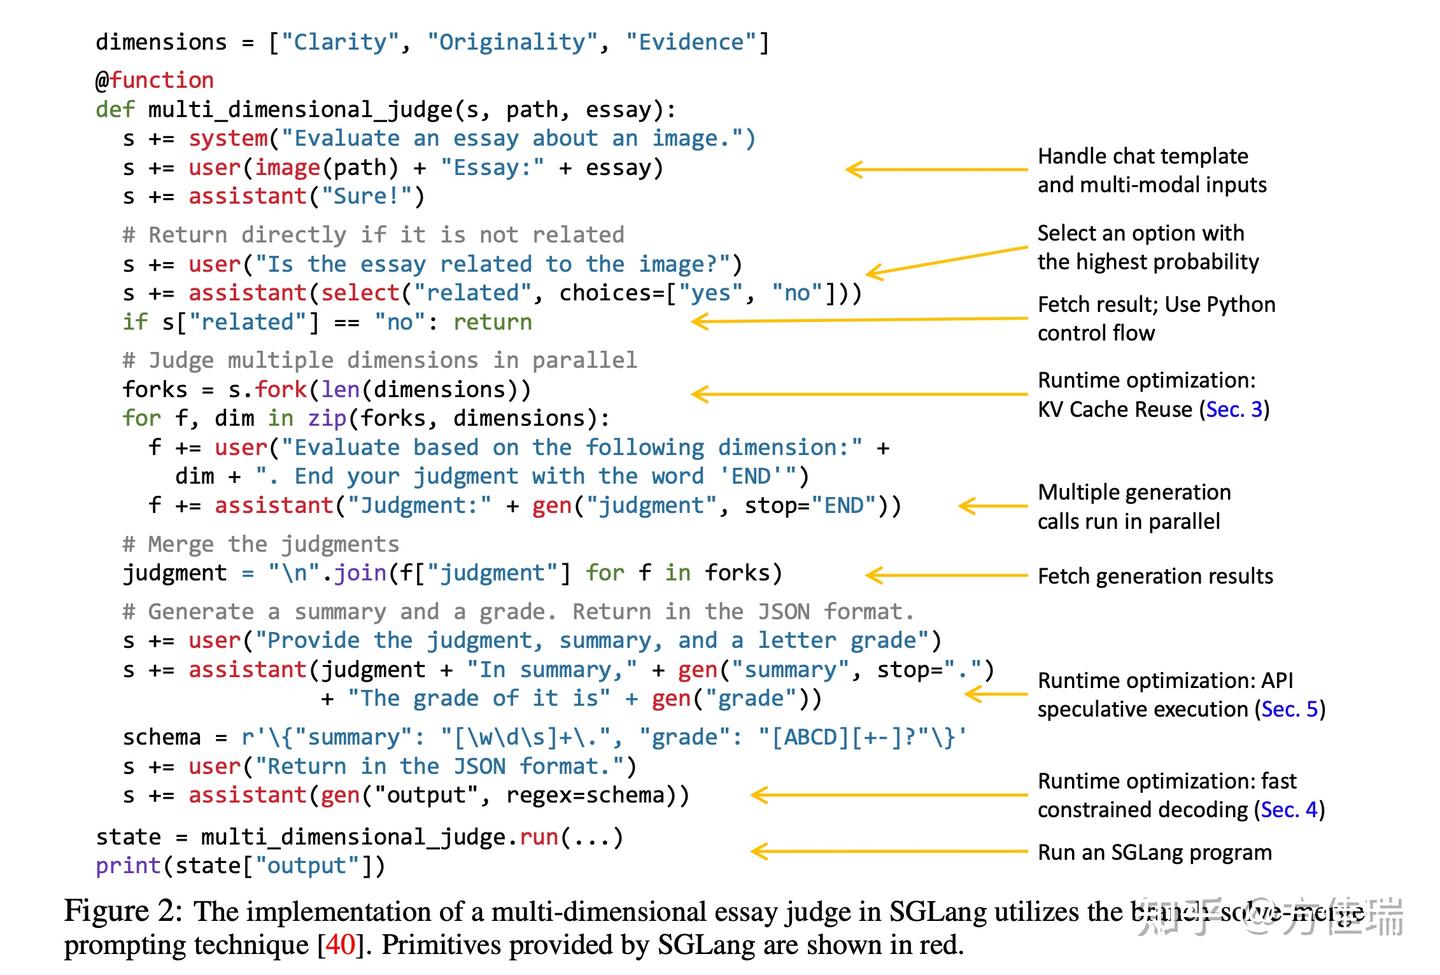 dimensions = ["Clarity", "Originality", "Evidence"]
@function
def multi_dimensional_judge(s, path, essay):
  s += system("Evaluate an essay about an image.")
  s += user(image(path) + "Essay:" + essay)
  s += assistant("Sure!")
Handle chat template
and multi-modal inputs
  # Return directly if it is not related
  s += user("Is the essay related to the image?")
  s += assistant(select("related", choices=["yes", "no"]))
  if s["related"] == "no": return
Select an option with
the highest probability
Fetch result; Use Python
control flow
  # Judge multiple dimensions in parallel
  forks = s.fork(len(dimensions))
  for f, dim in zip(forks, dimensions):
    f += user("Evaluate based on the following dimension:" +
      dim + ". End your judgment with the word 'END'")
    f += assistant("Judgment:" + gen("judgment", stop="END"))
Runtime optimization:
KV Cache Reuse (Sec. 3)
Multiple generation
calls run in parallel
  # Merge the judgments
  judgment = "\n".join(f["judgment"] for f in forks)
Fetch generation results
  # Generate a summary and a grade. Return in the JSON format.
  s += user("Provide the judgment, summary, and a letter grade")
  s += assistant(judgment + "In summary," + gen("summary", stop=".")
                 + "The grade of it is" + gen("grade"))
Runtime optimization: API
speculative execution (Sec. 5)
  schema = r'\{"summary": "[\w\d\s]+\.", "grade": "[ABCD][+-]?"\}'
  s += user("Return in the JSON format.")
  s += assistant(gen("output", regex=schema))
Runtime optimization: fast
constrained decoding (Sec. 4)
state = multi_dimensional_judge.run(...)
print(state["output"])
Run an SGLang program
Figure 2: The implementation of a multi-dimensional essay judge in SGLang utilizes the branch-solve-merge
prompting technique [40]. Primitives provided by SGLang are shown in red.
知乎 @方佳瑞